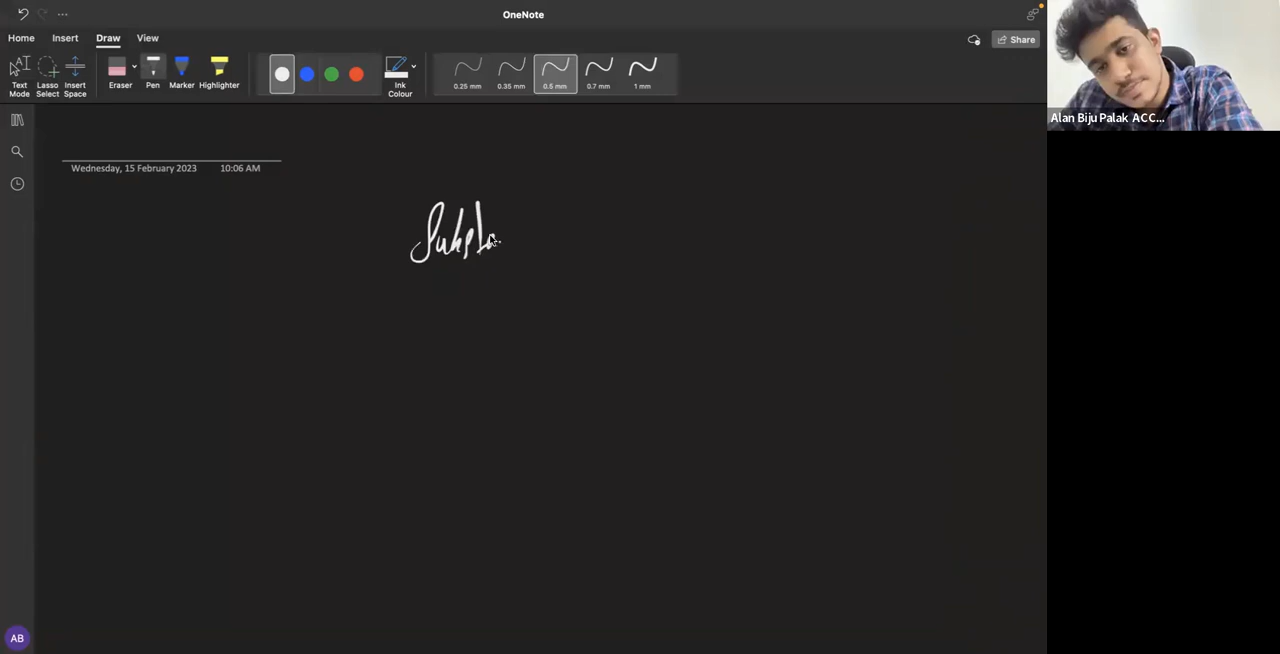 OneNote
Home Insert Draw View
Share
Text Mode
Lasso Select
Insert Space
Eraser
Pen
Marker
Highlighter
Ink Colour
0.25 mm
0.35 mm
0.5 mm
0.7 mm
1 mm
Alan Biju Palak ACC...
Wednesday, 15 February 2023 10:06 AM
AB